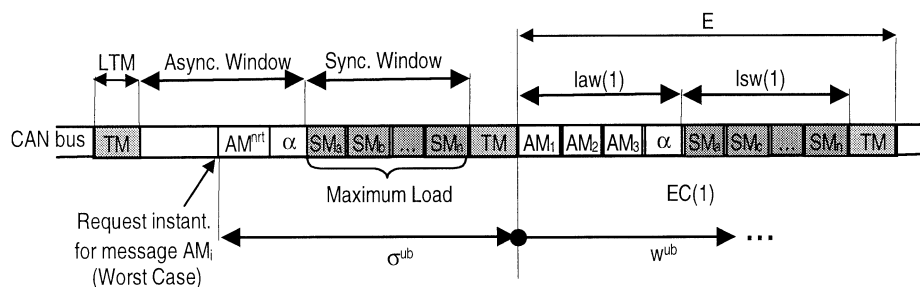 E
LTM Async. Window Sync. Window
law(1) lsw(1)
CAN bus TM AMnrt α SMa SMb ... SMn TM AM1 AM2 AM3 α SMa SMc ... SMn TM
Maximum Load
EC(1)
Request instant.
for message AMi
(Worst Case)
σub
wub ...